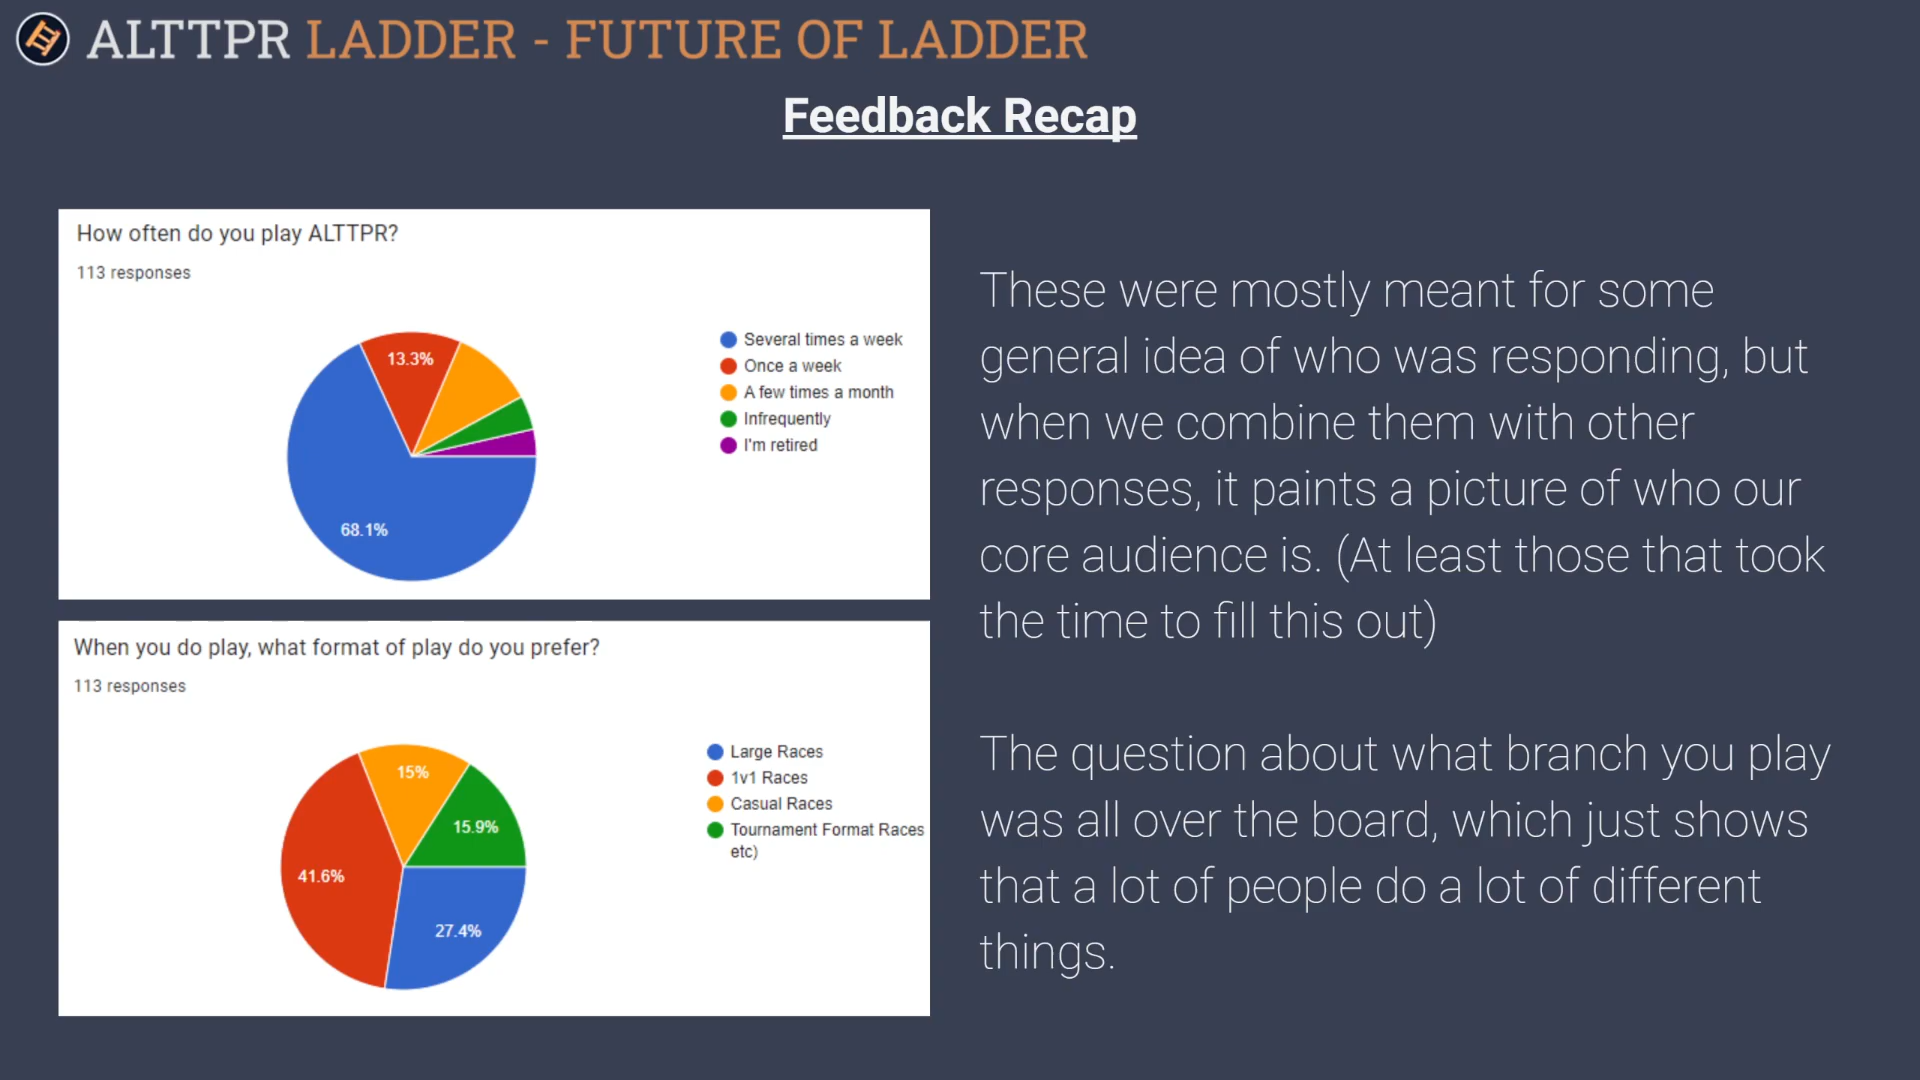 ALTTPR LADDER - FUTURE OF LADDER
Feedback Recap
How often do you play ALTTPR?
113 responses
13.3%
68.1%
Several times a week
Once a week
A few times a month
Infrequently
I'm retired
When you do play, what format of play do you prefer?
113 responses
15%
15.9%
41.6%
27.4%
Large Races
1v1 Races
Casual Races
Tournament Format Races
etc)
These were mostly meant for some
general idea of who was responding, but
when we combine them with other
responses, it paints a picture of who our
core audience is. (At least those that took
the time to fill this out)
The question about what branch you play
was all over the board, which just shows
that a lot of people do a lot of different
things.